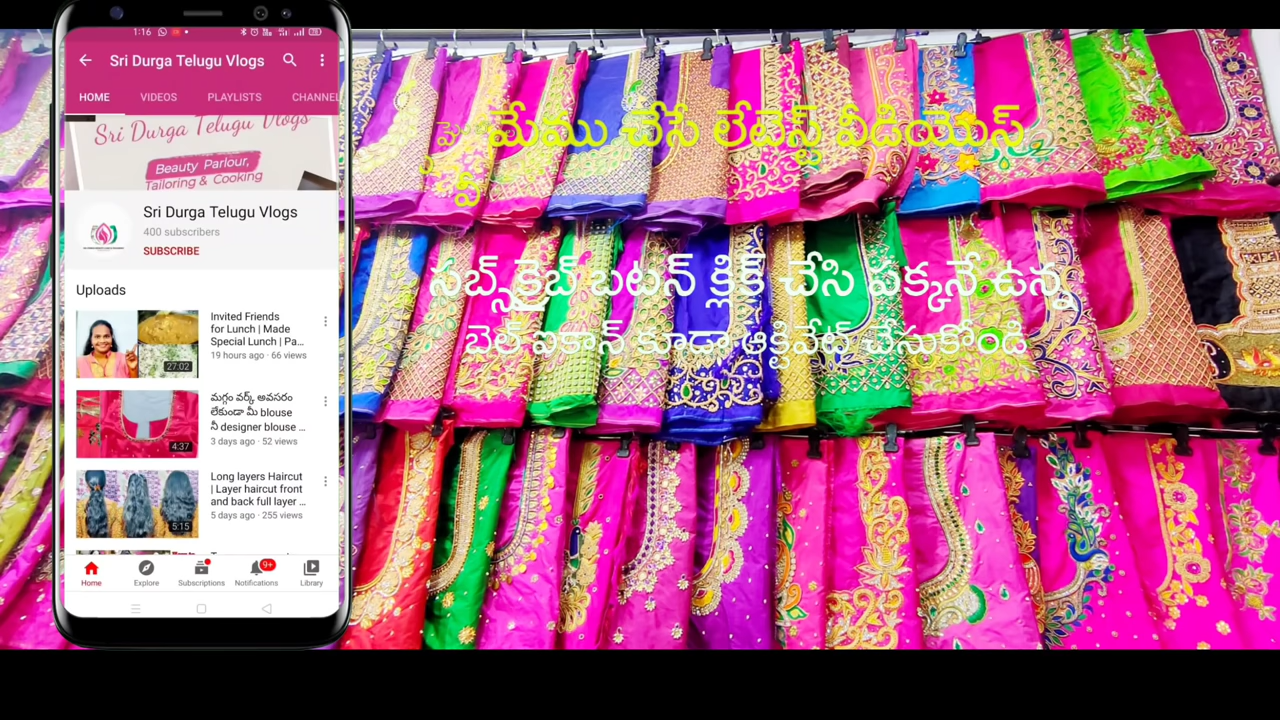 1:16
Sri Durga Telugu Vlogs
HOME VIDEOS PLAYLISTS CHANNEL
Sri Durga Telugu Vlogs
Beauty Parlour,
Tailoring & Cooking
Sri Durga Telugu Vlogs
400 subscribers
SUBSCRIBE
Uploads
Invited Friends
for Lunch | Made
Special Lunch | Pa...
19 hours ago · 66 views
27:02
మగ్గం వర్క్ అవసరం
లేకుండా మీ blouse
నీ designer blouse ...
3 days ago · 52 views
4:37
Long layers Haircut
| Layer haircut front
and back full layer ...
5 days ago · 255 views
5:15
Home Explore Subscriptions Notifications Library
9+
మేము చేసే లేటెస్ట్ వీడియోస్
సబ్స్క్రైబ్ బటన్ క్లిక్ చేసి పక్కనే ఉన్న
బెల్ ఐకాన్ కూడా ఆక్టివేట్ చేసుకోండి